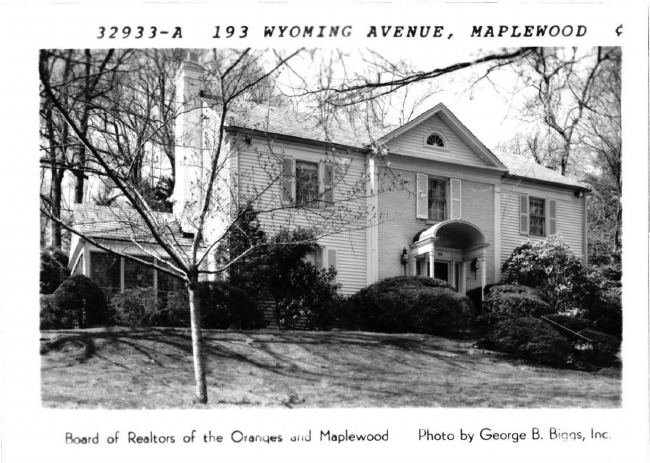 32933-A 193 WYOMING AVENUE, MAPLEWOOD ¢
Board of Realtors of the Oranges and Maplewood Photo by George B. Biggs, Inc.